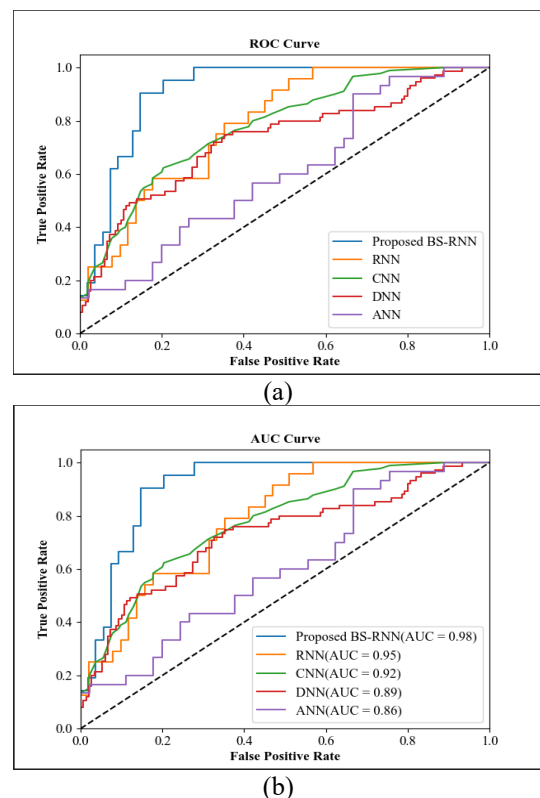 ROC Curve
1.0
0.8
0.6
0.4
0.2
0.0
True Positive Rate
Proposed BS-RNN
RNN
CNN
DNN
ANN
0.0 0.2 0.4 0.6 0.8 1.0
False Positive Rate
(a)
AUC Curve
1.0
0.8
0.6
0.4
0.2
0.0
True Positive Rate
Proposed BS-RNN(AUC = 0.98)
RNN(AUC = 0.95)
CNN(AUC = 0.92)
DNN(AUC = 0.89)
ANN(AUC = 0.86)
0.0 0.2 0.4 0.6 0.8 1.0
False Positive Rate
(b)